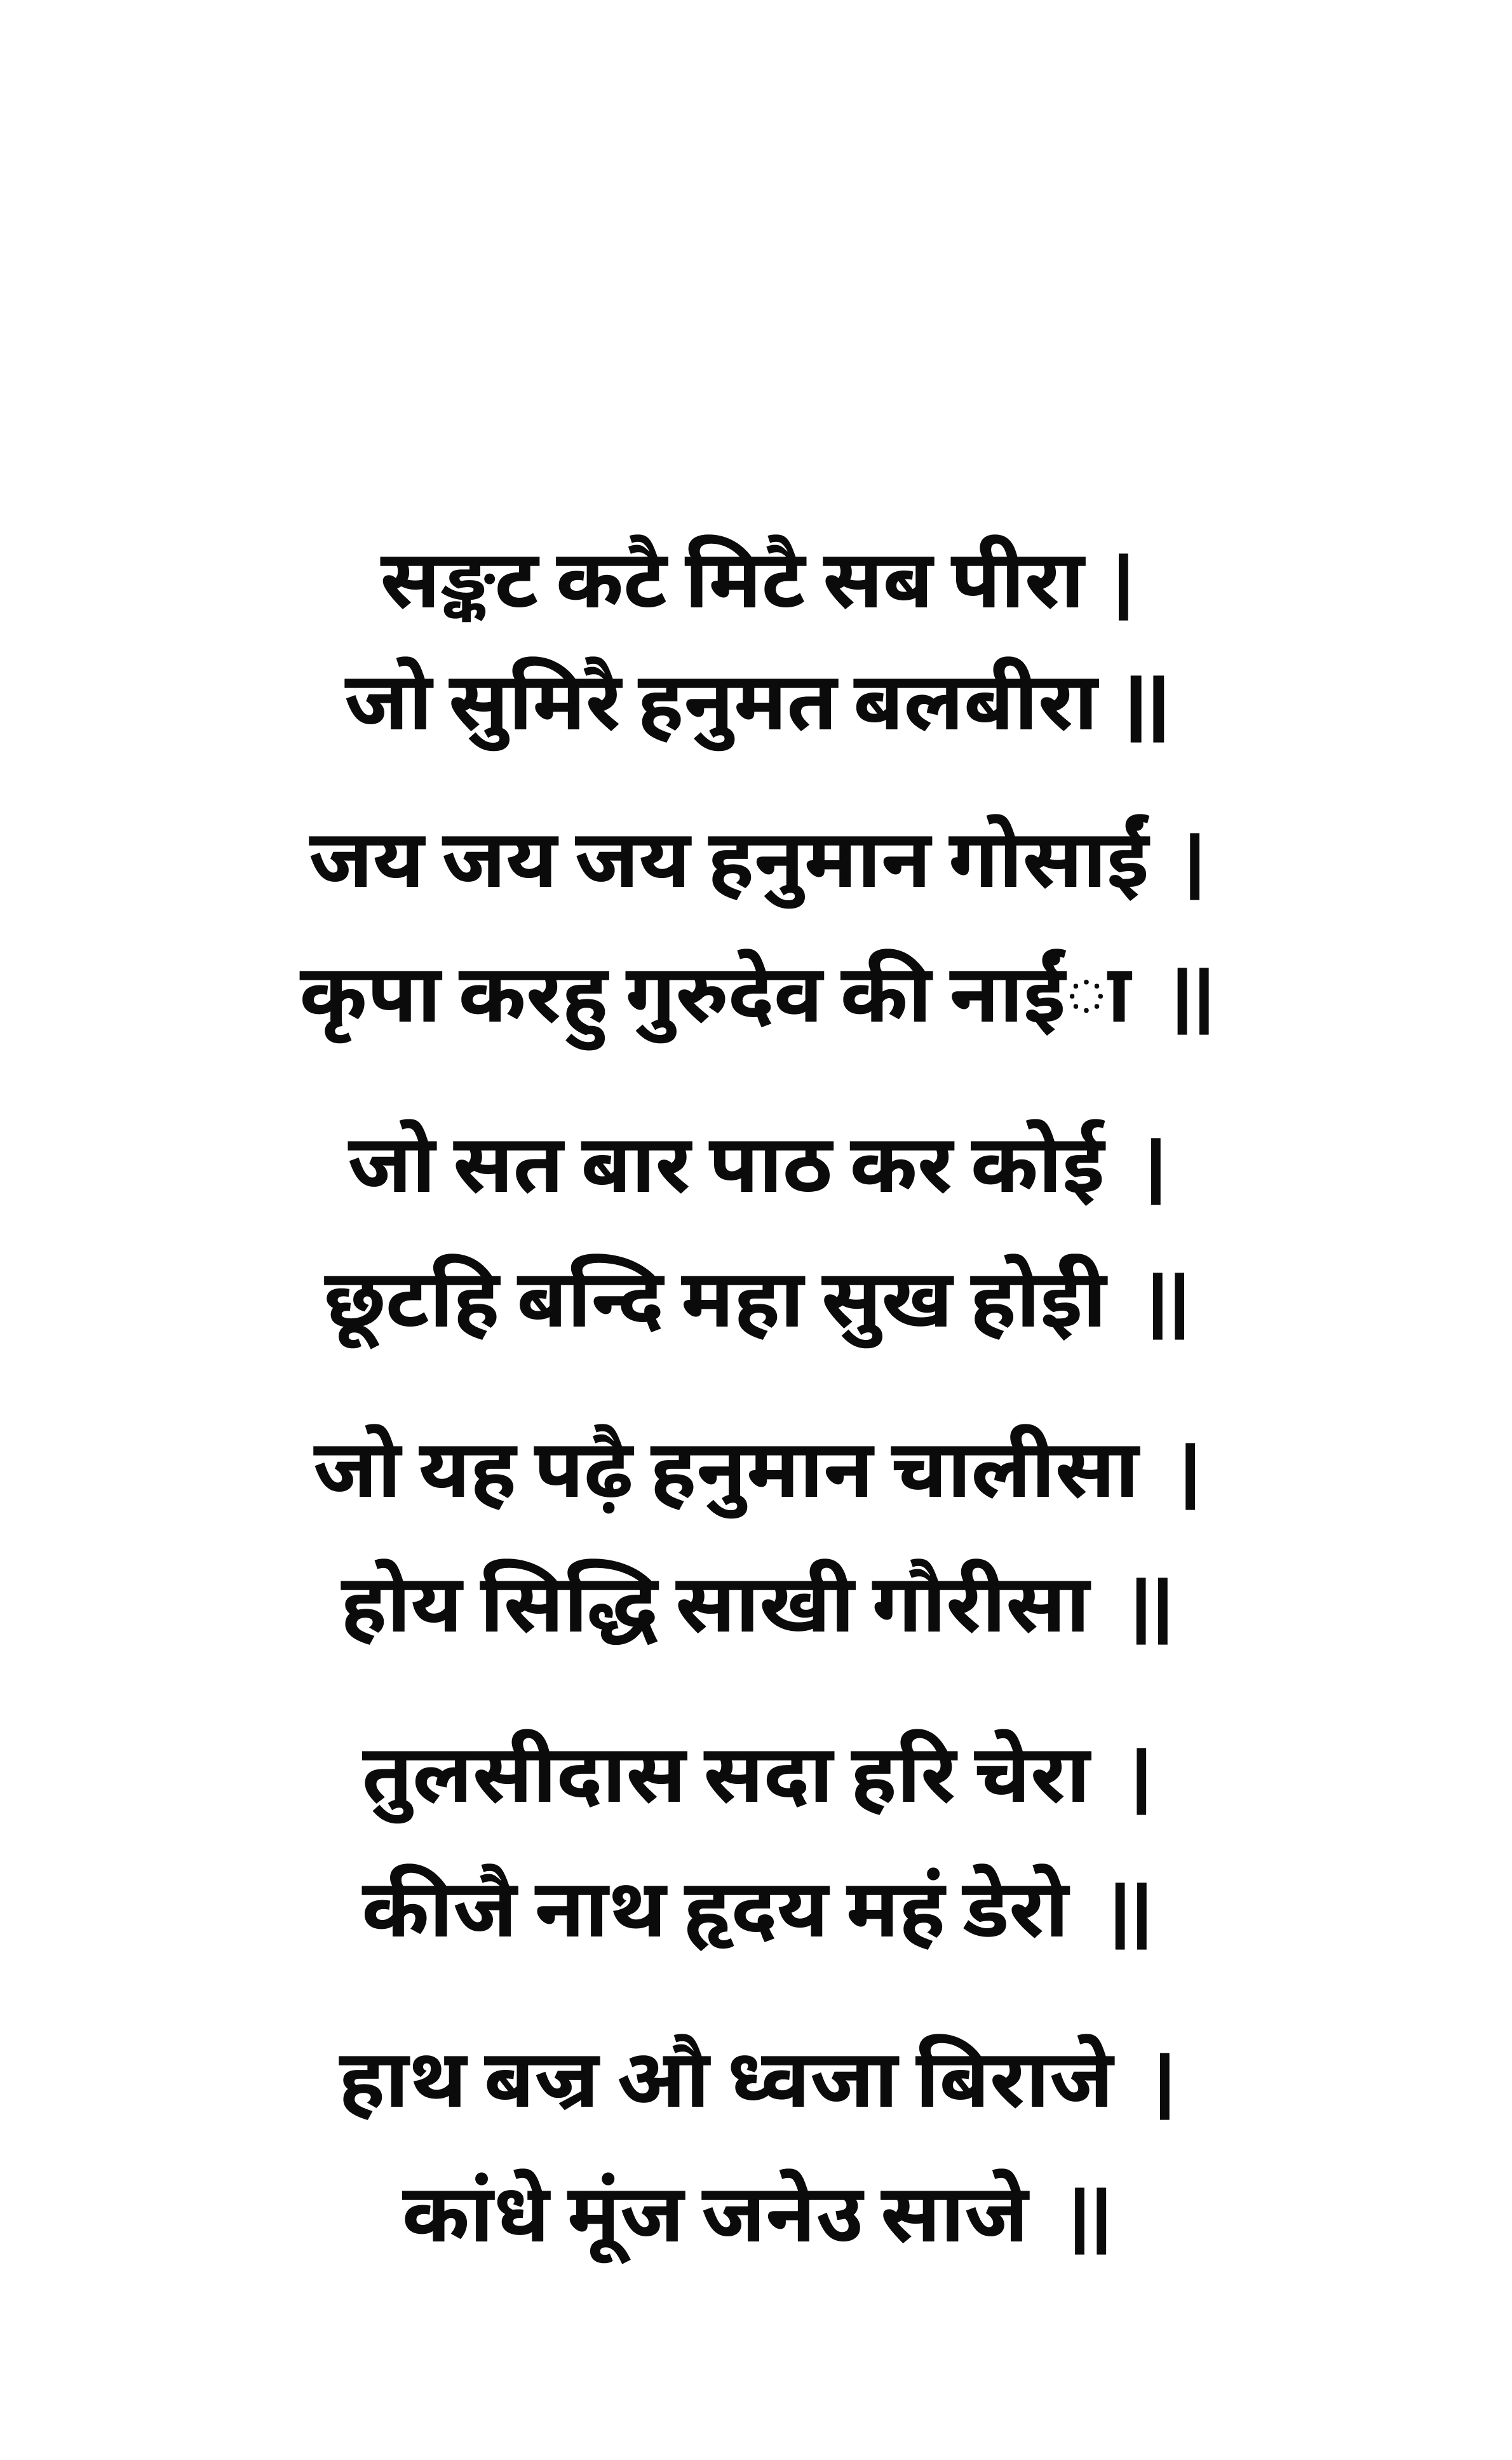 सङ्कट कटै मिटै सब पीरा |
जो सुमिरै हनुमत बलबीरा ||
जय जय जय हनुमान गोसाई |
कृपा करहु गुरुदेव की नाईा ||
जो सत बार पाठ कर कोई |
छूटहि बन्दि महा सुख होइी ||
जो यह पढ़ै हनुमान चालीसा |
होय सिद्धि साखी गौरीसा ||
तुलसीदास सदा हरि चेरा |
कीजै नाथ हृदय महं डेरो ||
हाथ बज्र औ ध्वजा बिराजे |
कांधे मूंज जनेउ साजे ||